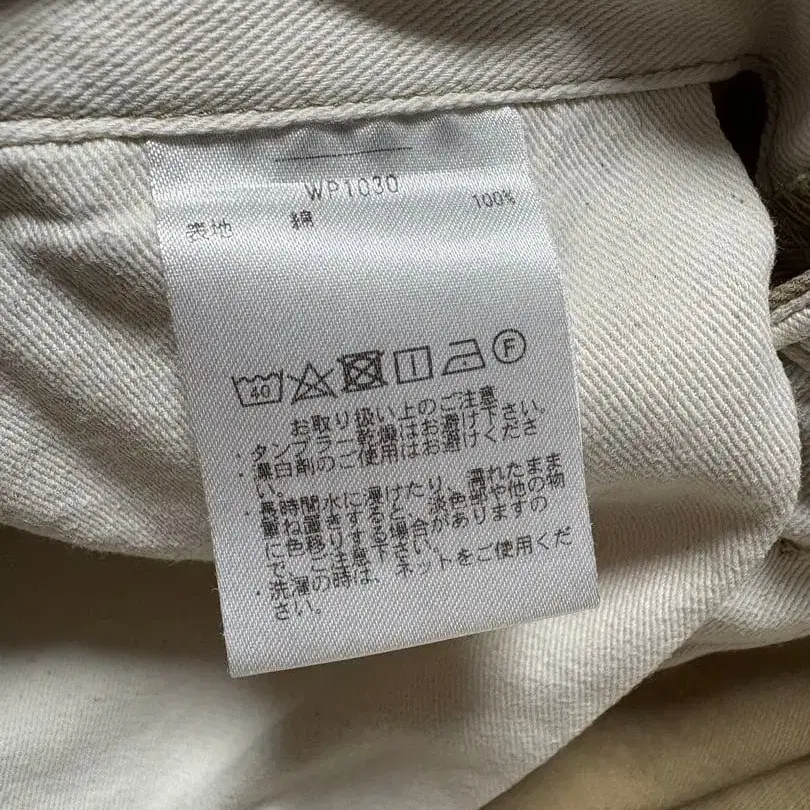 WP1030
表地 綿 100%
40 F
お取り扱い上のご注意
・タンブラー乾燥はお避け下さい。
・漂白剤のご使用はお避けくださ
い。
・長時間水に浸けたり、濡れたまま
重ね置きすると、淡色部や他の物
に色移りする場合がありますの
で、ご注意下さい。
・洗濯の時は、ネットをご使用くだ
さい。